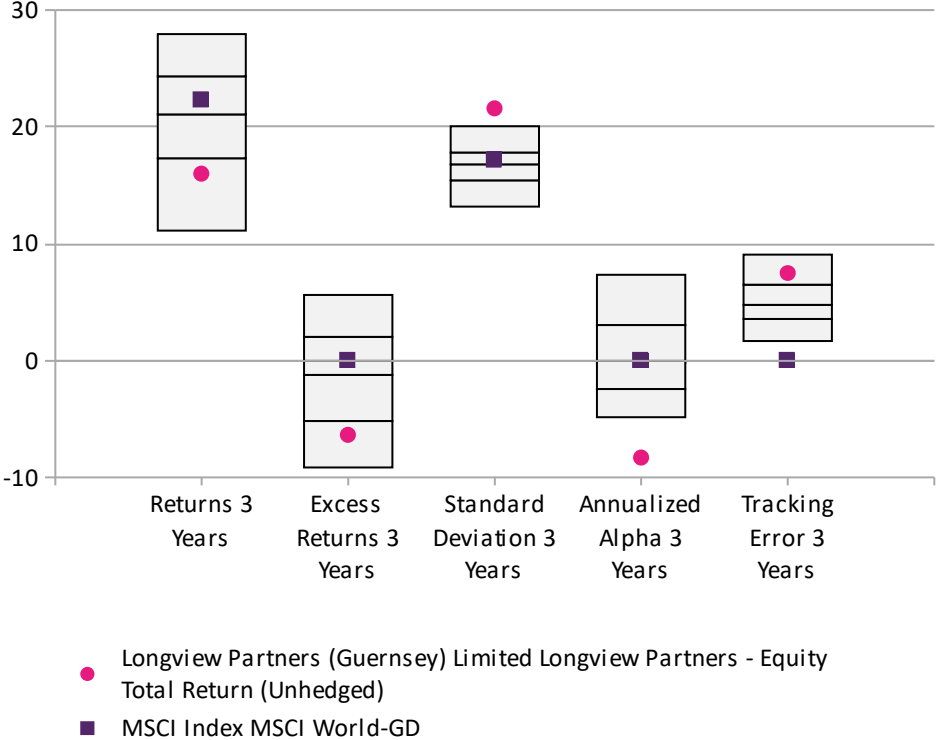 30
20
10
0
-10
Returns 3
Years
Excess
Returns 3
Years
Standard
Deviation 3
Years
Annualized
Alpha 3
Years
Tracking
Error 3
Years
Longview Partners (Guernsey) Limited Longview Partners - Equity
Total Return (Unhedged)
MSCI Index MSCI World-GD